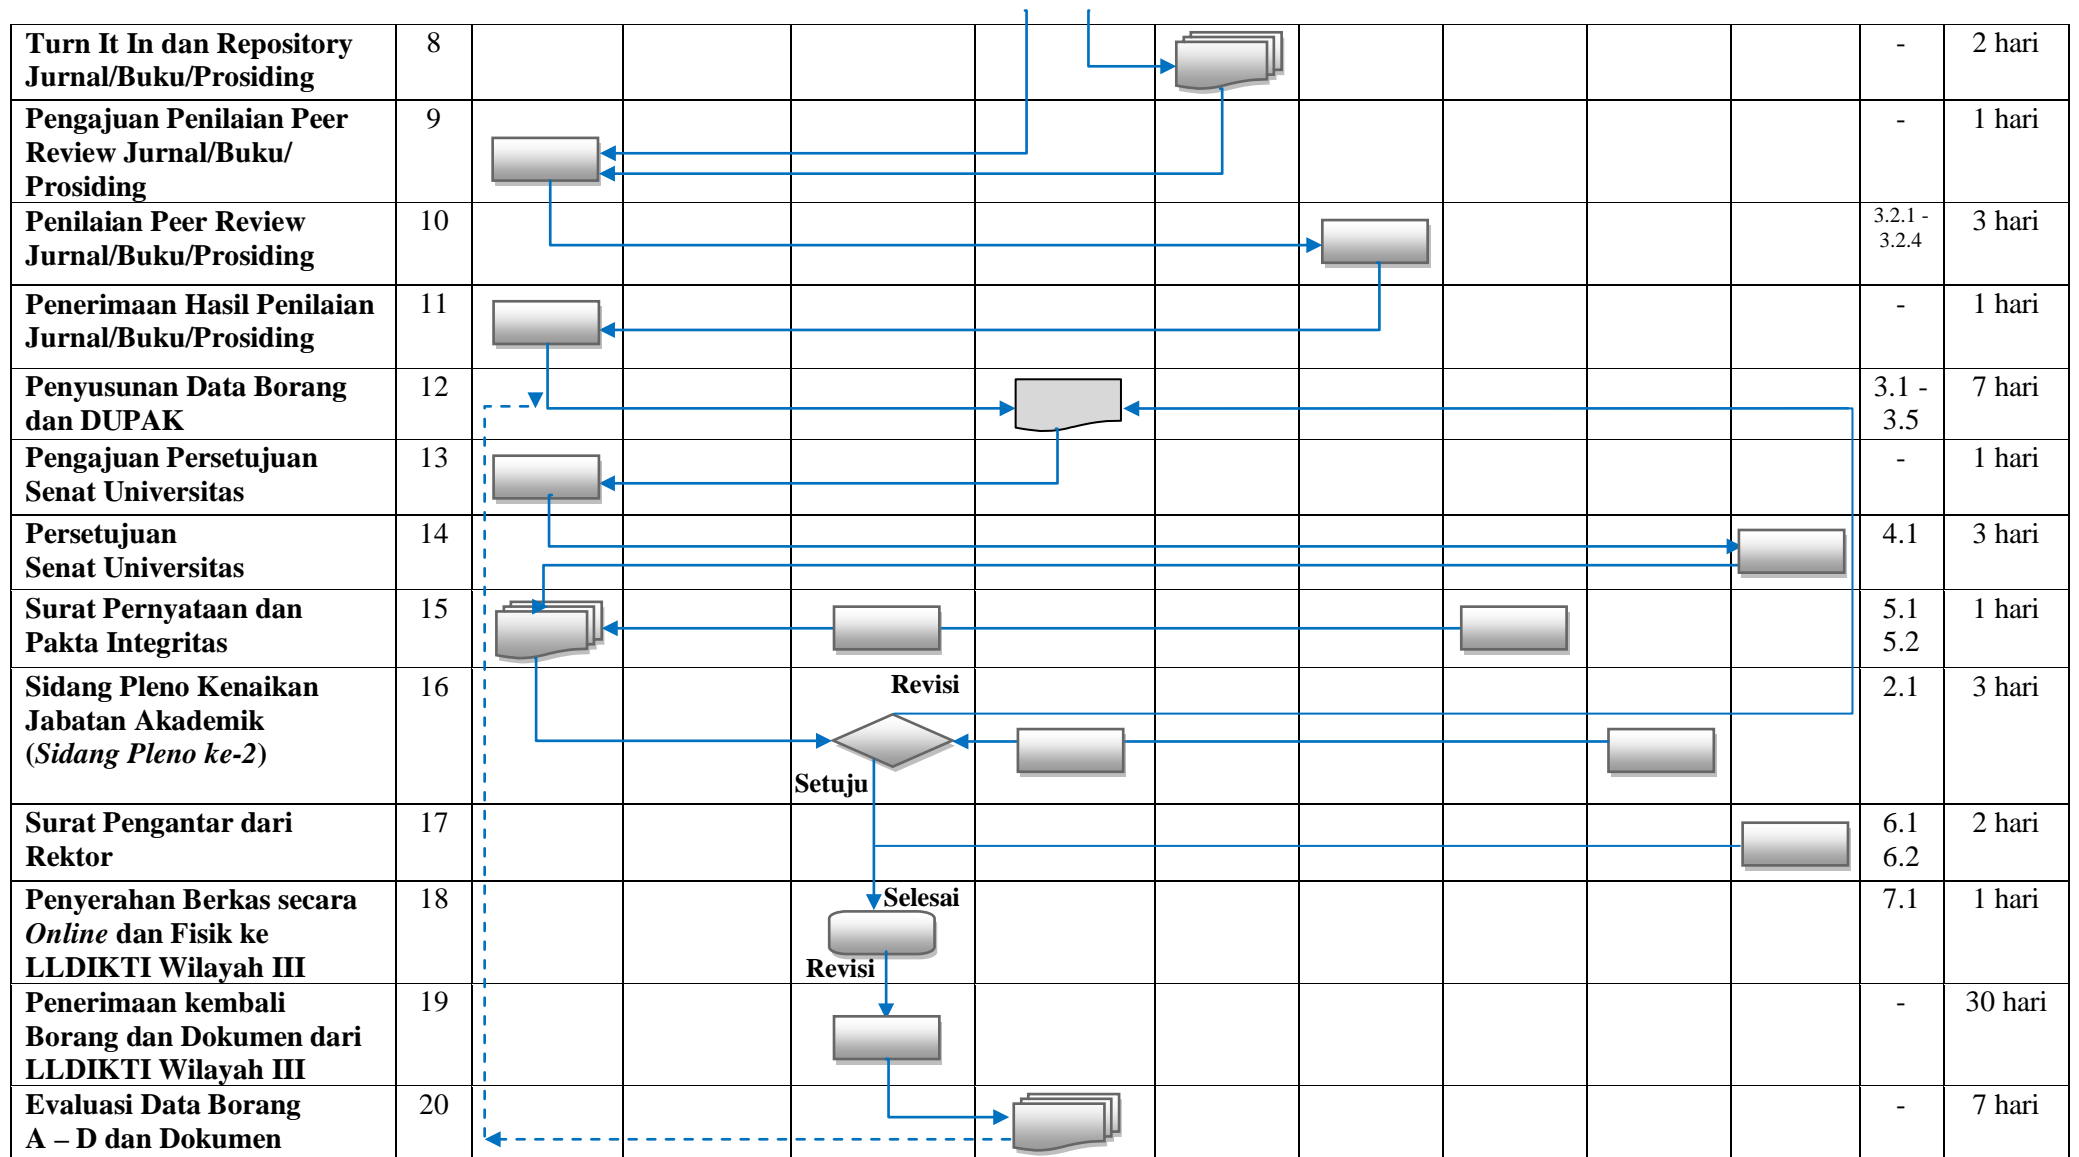 Turn It In dan Repository
Jurnal/Buku/Prosiding
8
-
2 hari
Pengajuan Penilaian Peer
Review Jurnal/Buku/
Prosiding
9
-
1 hari
Penilaian Peer Review
Jurnal/Buku/Prosiding
10
3.2.1 -
3.2.4
3 hari
Penerimaan Hasil Penilaian
Jurnal/Buku/Prosiding
11
-
1 hari
Penyusunan Data Borang
dan DUPAK
12
3.1 -
3.5
7 hari
Pengajuan Persetujuan
Senat Universitas
13
-
1 hari
Persetujuan
Senat Universitas
14
4.1
3 hari
Surat Pernyataan dan
Pakta Integritas
15
5.1
5.2
1 hari
Sidang Pleno Kenaikan
Jabatan Akademik
(Sidang Pleno ke-2)
16
Revisi
Setuju
2.1
3 hari
Surat Pengantar dari
Rektor
17
6.1
6.2
2 hari
Penyerahan Berkas secara
Online dan Fisik ke
LLDIKTI Wilayah III
18
Selesai
Revisi
7.1
1 hari
Penerimaan kembali
Borang dan Dokumen dari
LLDIKTI Wilayah III
19
-
30 hari
Evaluasi Data Borang
A – D dan Dokumen
20
-
7 hari